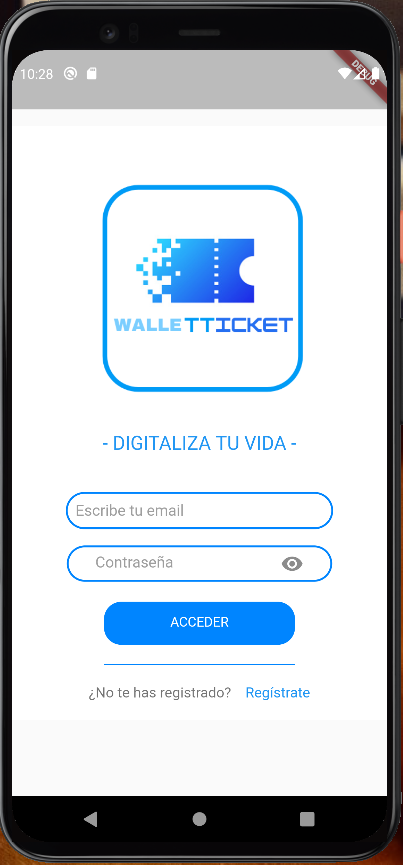 10:28
DEBUG
WALLETTICKET
- DIGITALIZA TU VIDA -
Escribe tu email
Contraseña
ACCEDER
¿No te has registrado? Regístrate